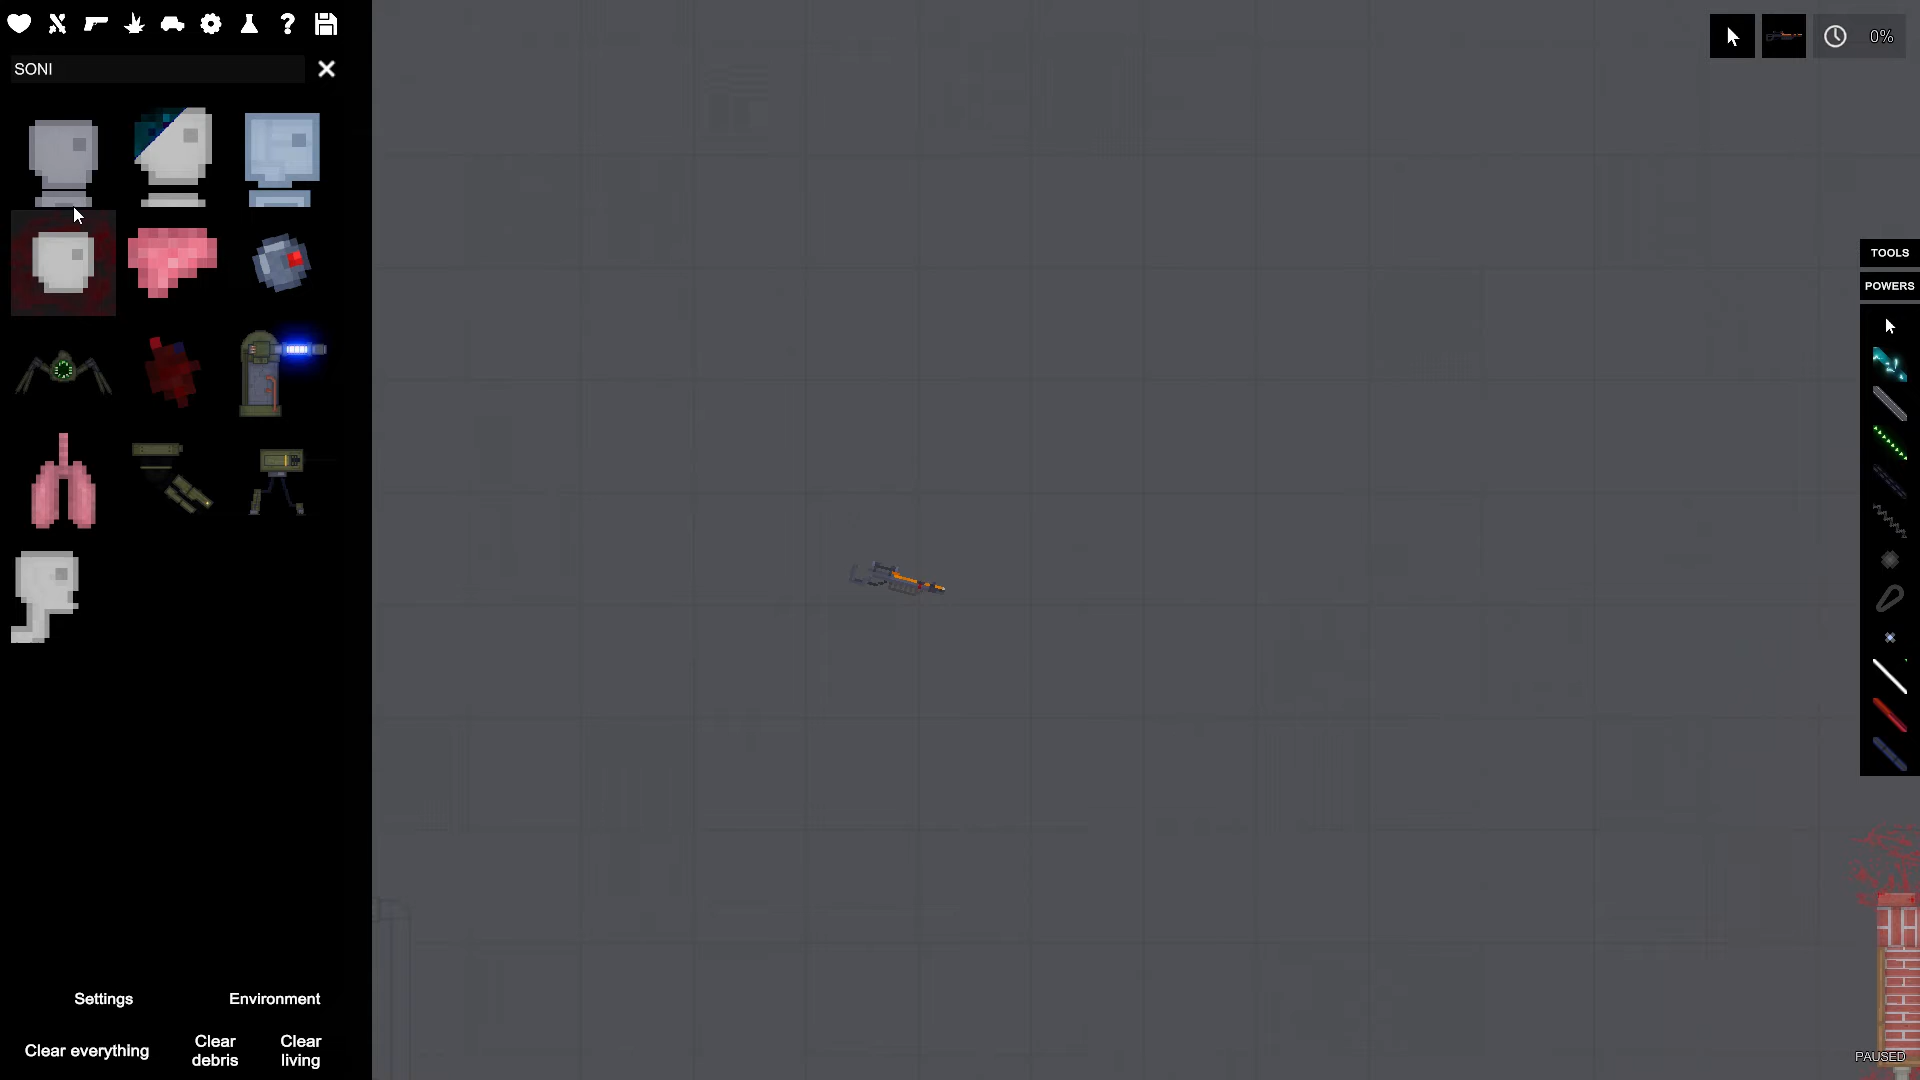 SONI
0%
TOOLS
POWERS
Settings
Environment
Clear everything
Clear
debris
Clear
living
PAUSED